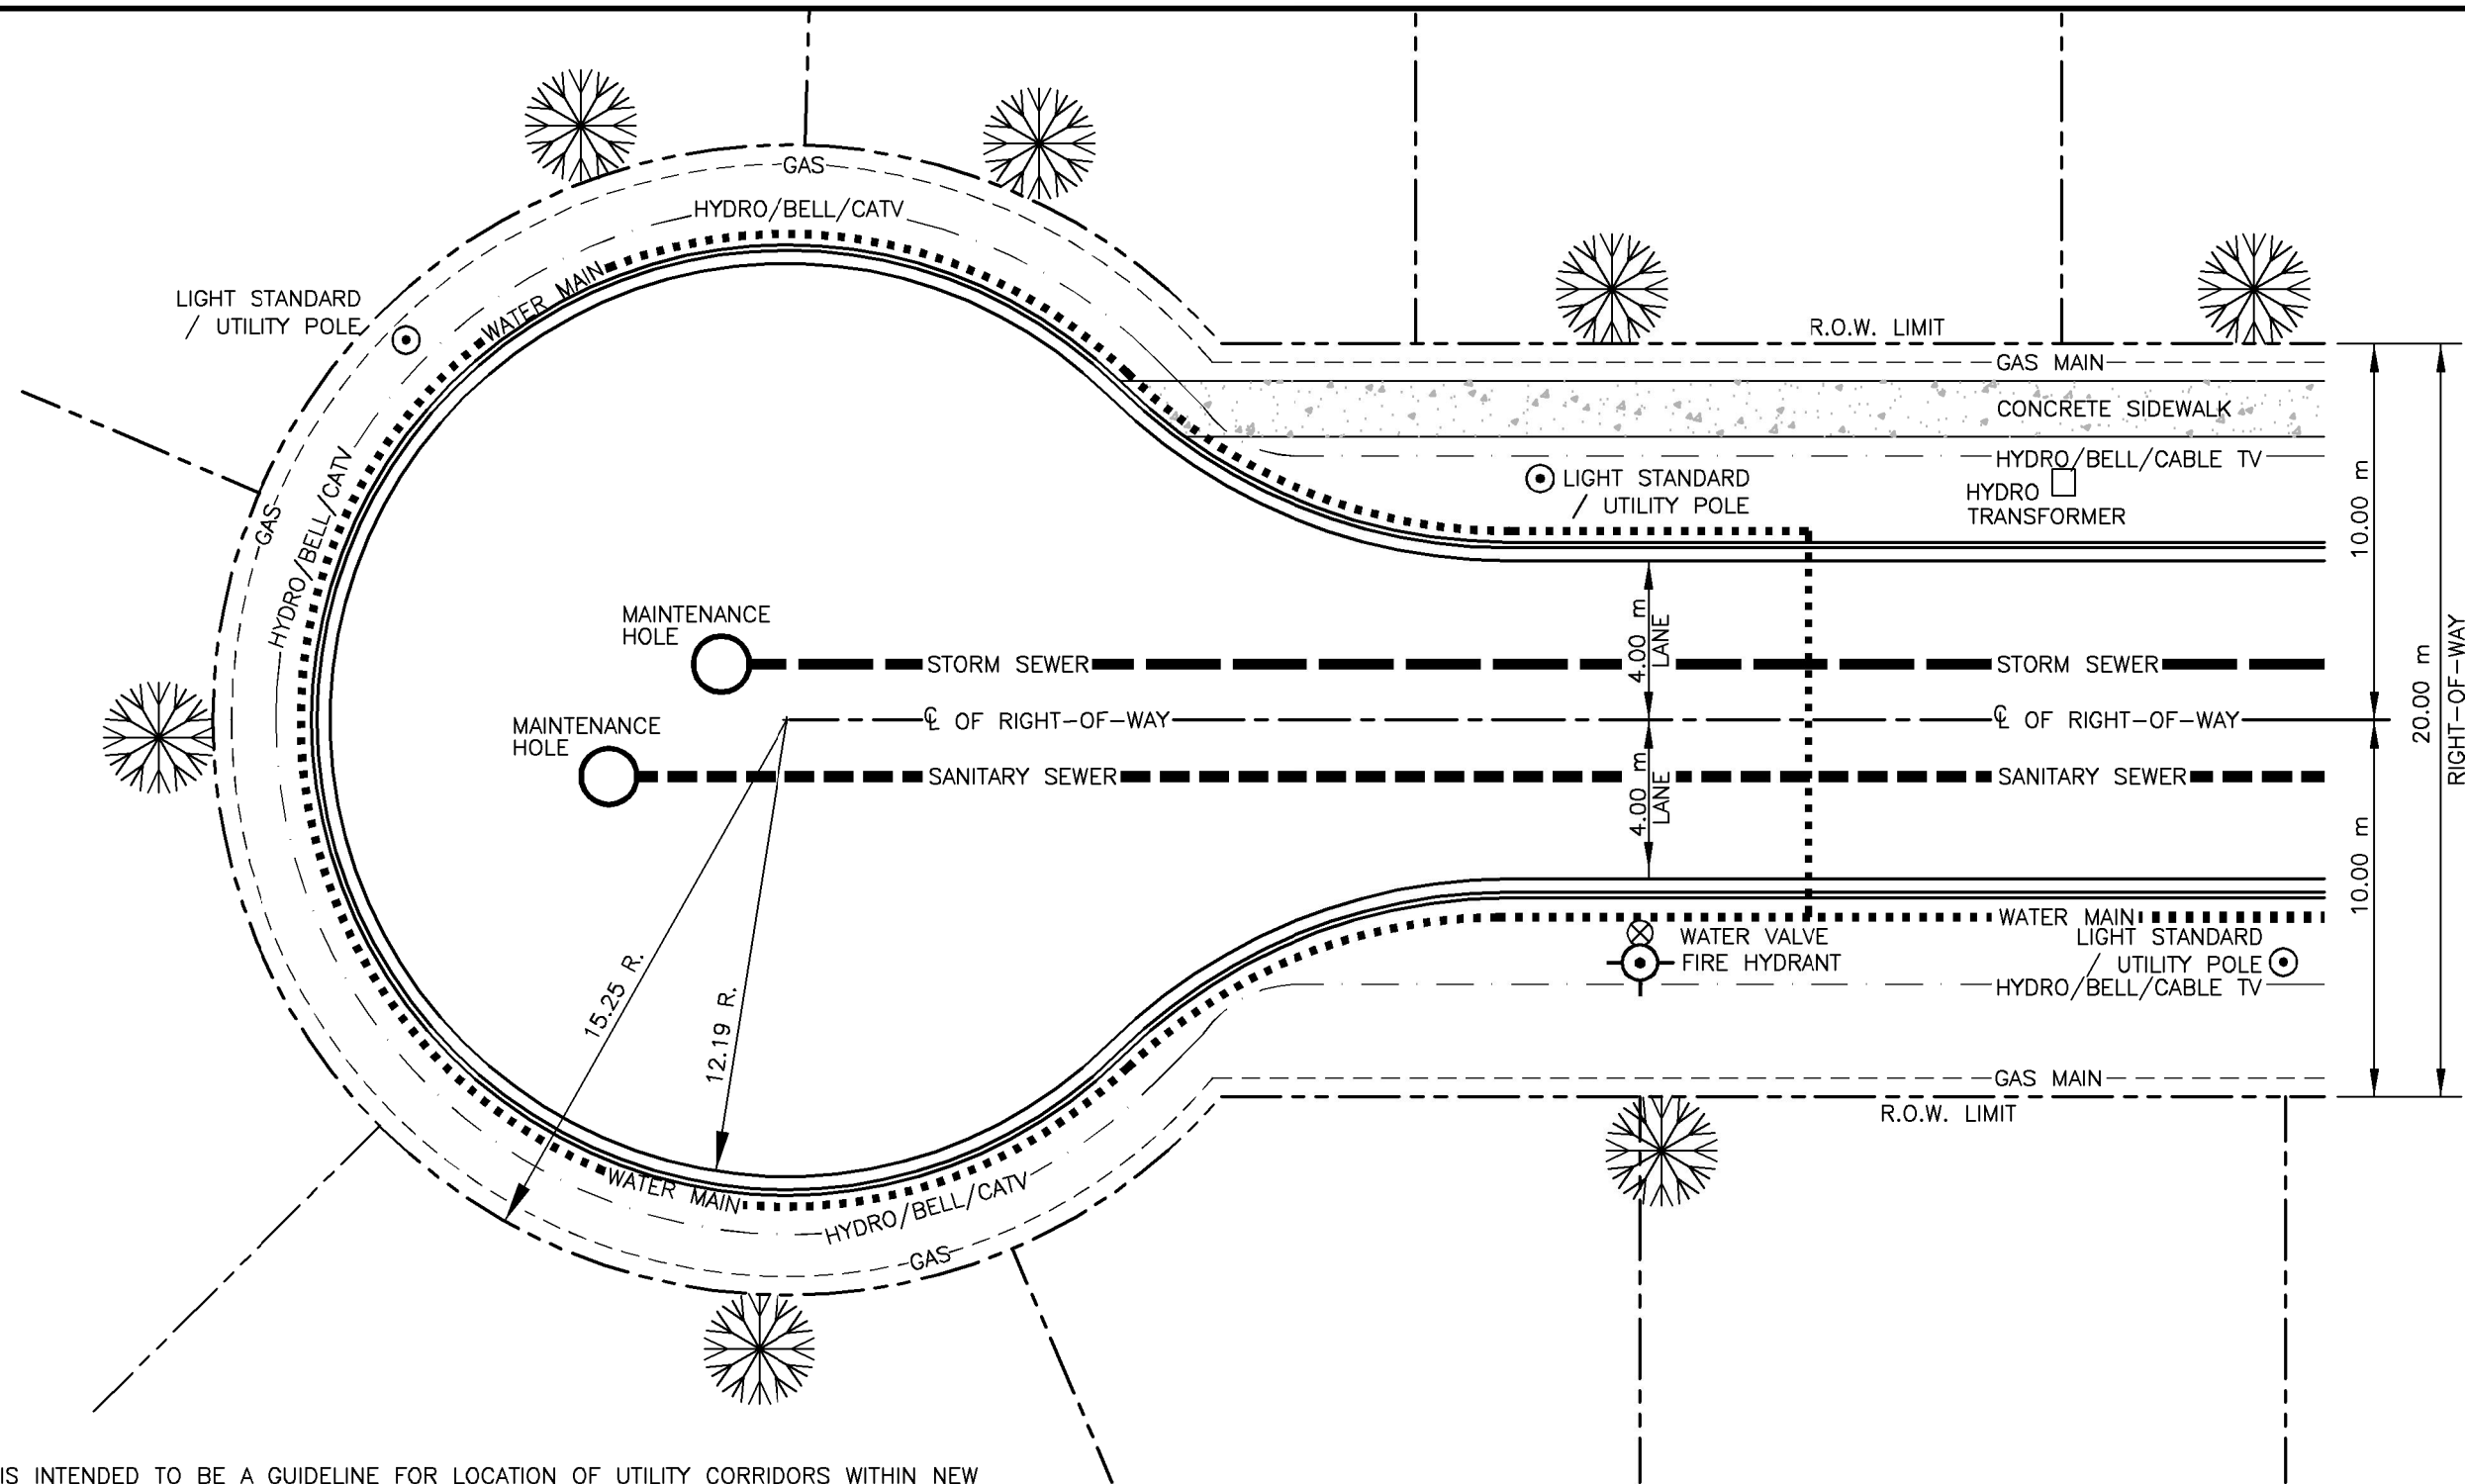 GAS
HYDRO/BELL/CATV
WATER MAIN
LIGHT STANDARD
/ UTILITY POLE
R.O.W. LIMIT
GAS MAIN
CONCRETE SIDEWALK
HYDRO/BELL/CABLE TV
LIGHT STANDARD
/ UTILITY POLE
HYDRO
TRANSFORMER
10.00 m
HYDRO/BELL/CATV
GAS
MAINTENANCE
HOLE
4.00 m
LANE
STORM SEWER
STORM SEWER
20.00 m
RIGHT-OF-WAY
MAINTENANCE
HOLE
℄ OF RIGHT-OF-WAY
℄ OF RIGHT-OF-WAY
SANITARY SEWER
SANITARY SEWER
4.00 m
LANE
10.00 m
WATER MAIN
WATER VALVE
FIRE HYDRANT
LIGHT STANDARD
/ UTILITY POLE
HYDRO/BELL/CABLE TV
15.25 R.
12.19 R.
GAS MAIN
R.O.W. LIMIT
WATER MAIN
HYDRO/BELL/CATV
GAS
IS INTENDED TO BE A GUIDELINE FOR LOCATION OF UTILITY CORRIDORS WITHIN NEW